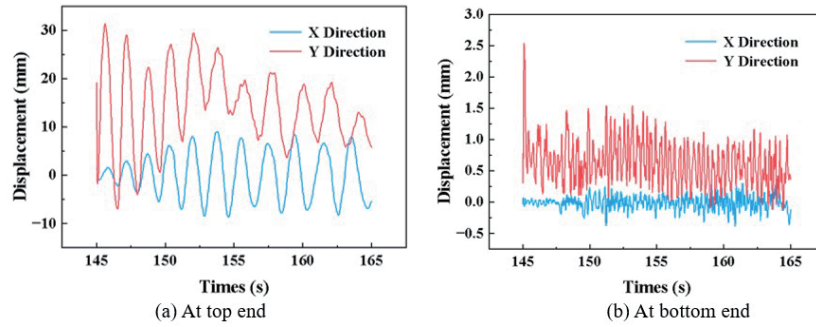 X Direction
Y Direction
30
20
10
0
−10
Displacement (mm)
145 150 155 160 165
Times (s)
(a) At top end
X Direction
Y Direction
3.0
2.5
2.0
1.5
1.0
0.5
0.0
−0.5
Displacement (mm)
145 150 155 160 165
Times (s)
(b) At bottom end